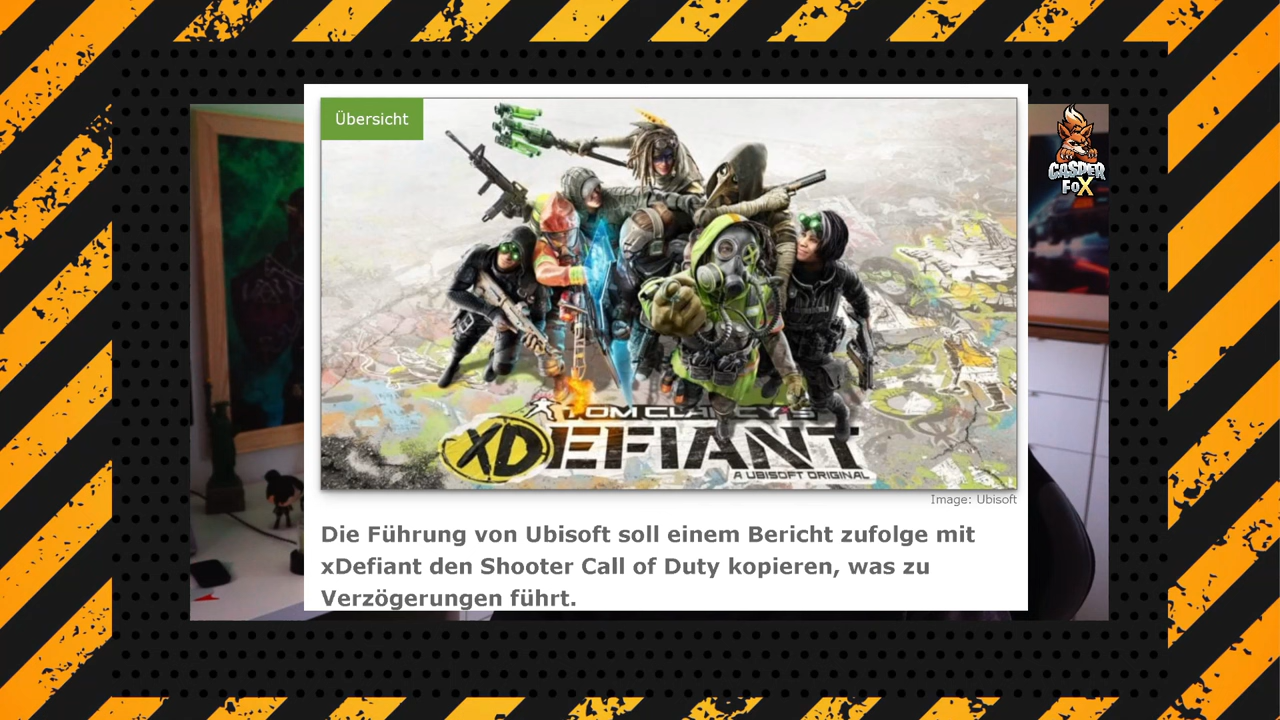 Übersicht
CASPER
FOX
TOM CLANCY'S
XDEFIANT
A UBISOFT ORIGINAL
Image: Ubisoft
Die Führung von Ubisoft soll einem Bericht zufolge mit
xDefiant den Shooter Call of Duty kopieren, was zu
Verzögerungen führt.